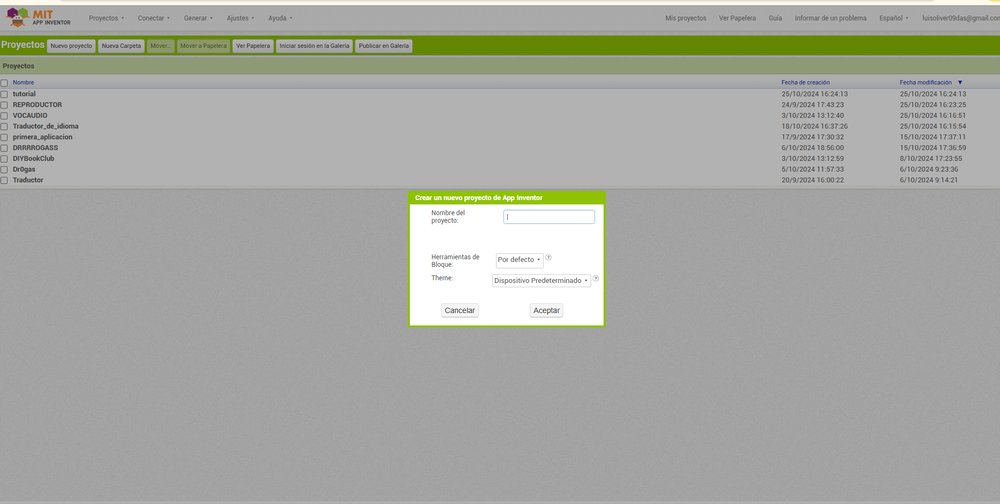 MIT
APP INVENTOR
Proyectos Conectar Generar Ajustes Ayuda Mis proyectos Ver Papelera Guía Informar de un problema Español luisoliver09das@gmail.com
Proyectos Nuevo proyecto Nueva Carpeta Mover... Mover a Papelera Ver Papelera Iniciar sesión en la Galería Publicar en Galería
Proyectos
Nombre Fecha de creación Fecha modificación
tutorial 25/10/2024 16:24:13 25/10/2024 16:24:13
REPRODUCTOR 24/9/2024 17:43:23 25/10/2024 16:23:25
VOCAUDIO 3/10/2024 13:12:40 25/10/2024 16:16:51
Traductor_de_idioma 18/10/2024 16:37:26 25/10/2024 16:15:54
primera_aplicacion 17/9/2024 17:30:32 15/10/2024 17:37:11
DRRRROGASS 6/10/2024 18:56:00 15/10/2024 17:36:59
DIYBookClub 3/10/2024 13:12:59 8/10/2024 17:23:55
Dr0gas 5/10/2024 11:57:33 6/10/2024 9:23:36
Traductor 20/9/2024 16:00:22 6/10/2024 9:14:21
Crear un nuevo proyecto de App Inventor
Nombre del
proyecto:
Herramientas de
Bloque: Por defecto ?
Theme: Dispositivo Predeterminado ?
Cancelar Aceptar